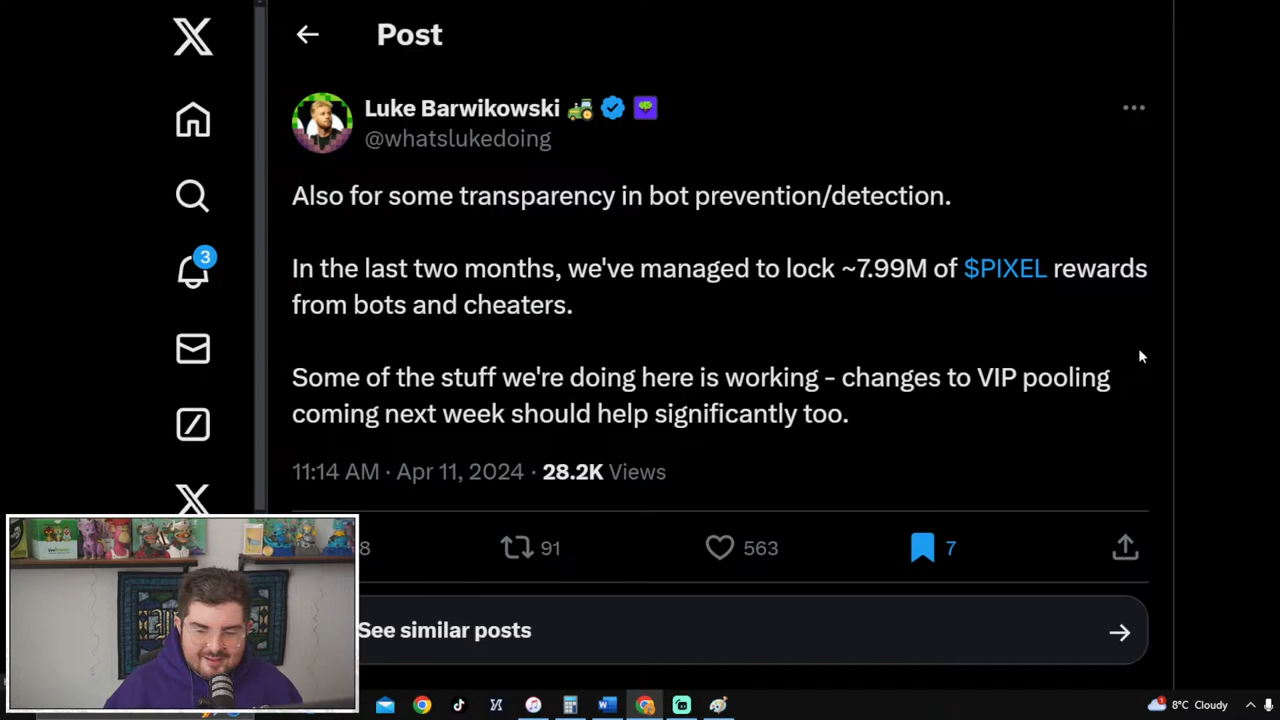 Post
Luke Barwikowski
@whatslukedoing
Also for some transparency in bot prevention/detection.
In the last two months, we've managed to lock ~7.99M of $PIXEL rewards
from bots and cheaters.
Some of the stuff we're doing here is working - changes to VIP pooling
coming next week should help significantly too.
11:14 AM · Apr 11, 2024 · 28.2K Views
3
8 91 563 7
See similar posts
8°C Cloudy